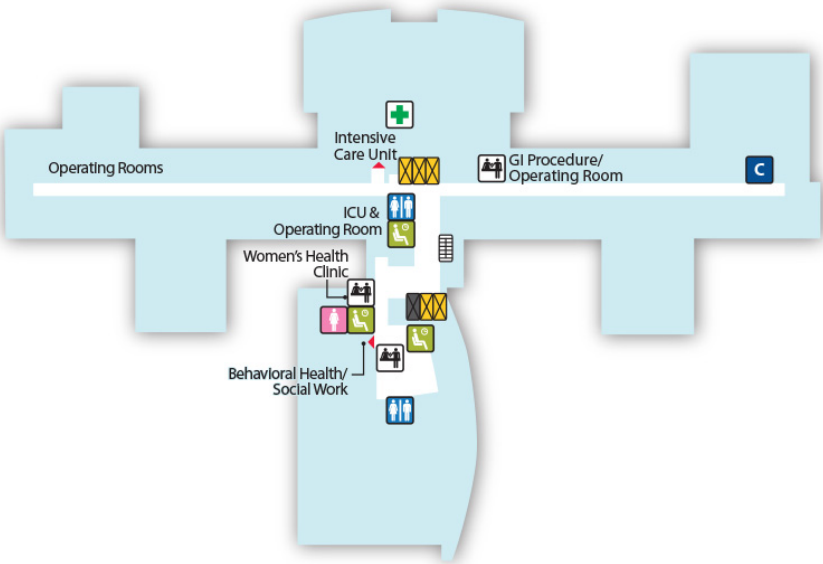 Intensive
Care Unit
Operating Rooms
GI Procedure/
Operating Room
C
ICU &
Operating Room
Women's Health
Clinic
Behavioral Health/
Social Work